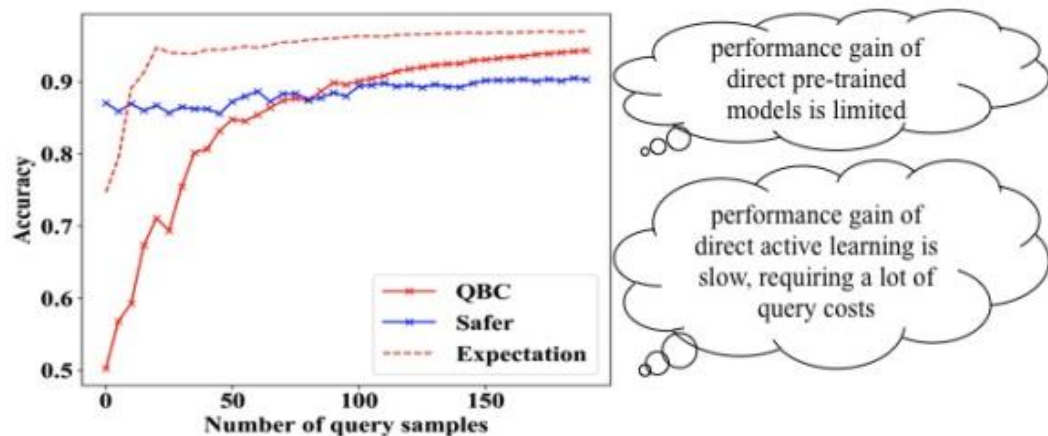 performance gain of
direct pre-trained
models is limited
performance gain of
direct active learning is
slow, requiring a lot of
query costs
Accuracy
0.9
0.8
0.7
0.6
0.5
QBC
Safer
Expectation
0 50 100 150
Number of query samples